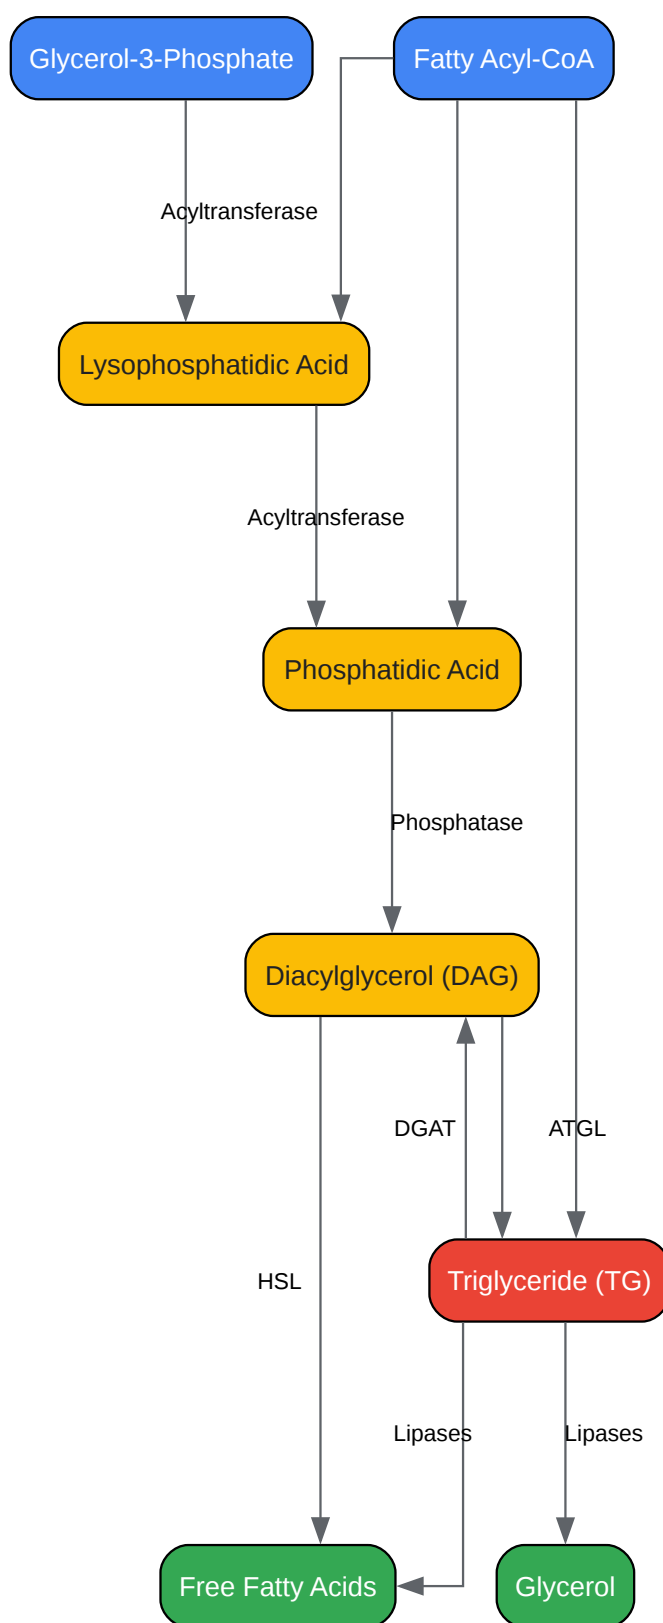 Glycerol-3-Phosphate
Fatty Acyl-CoA
Acyltransferase
Lysophosphatidic Acid
Acyltransferase
Phosphatidic Acid
Phosphatase
Diacylglycerol (DAG)
DGAT
ATGL
HSL
Triglyceride (TG)
Lipases
Lipases
Free Fatty Acids
Glycerol